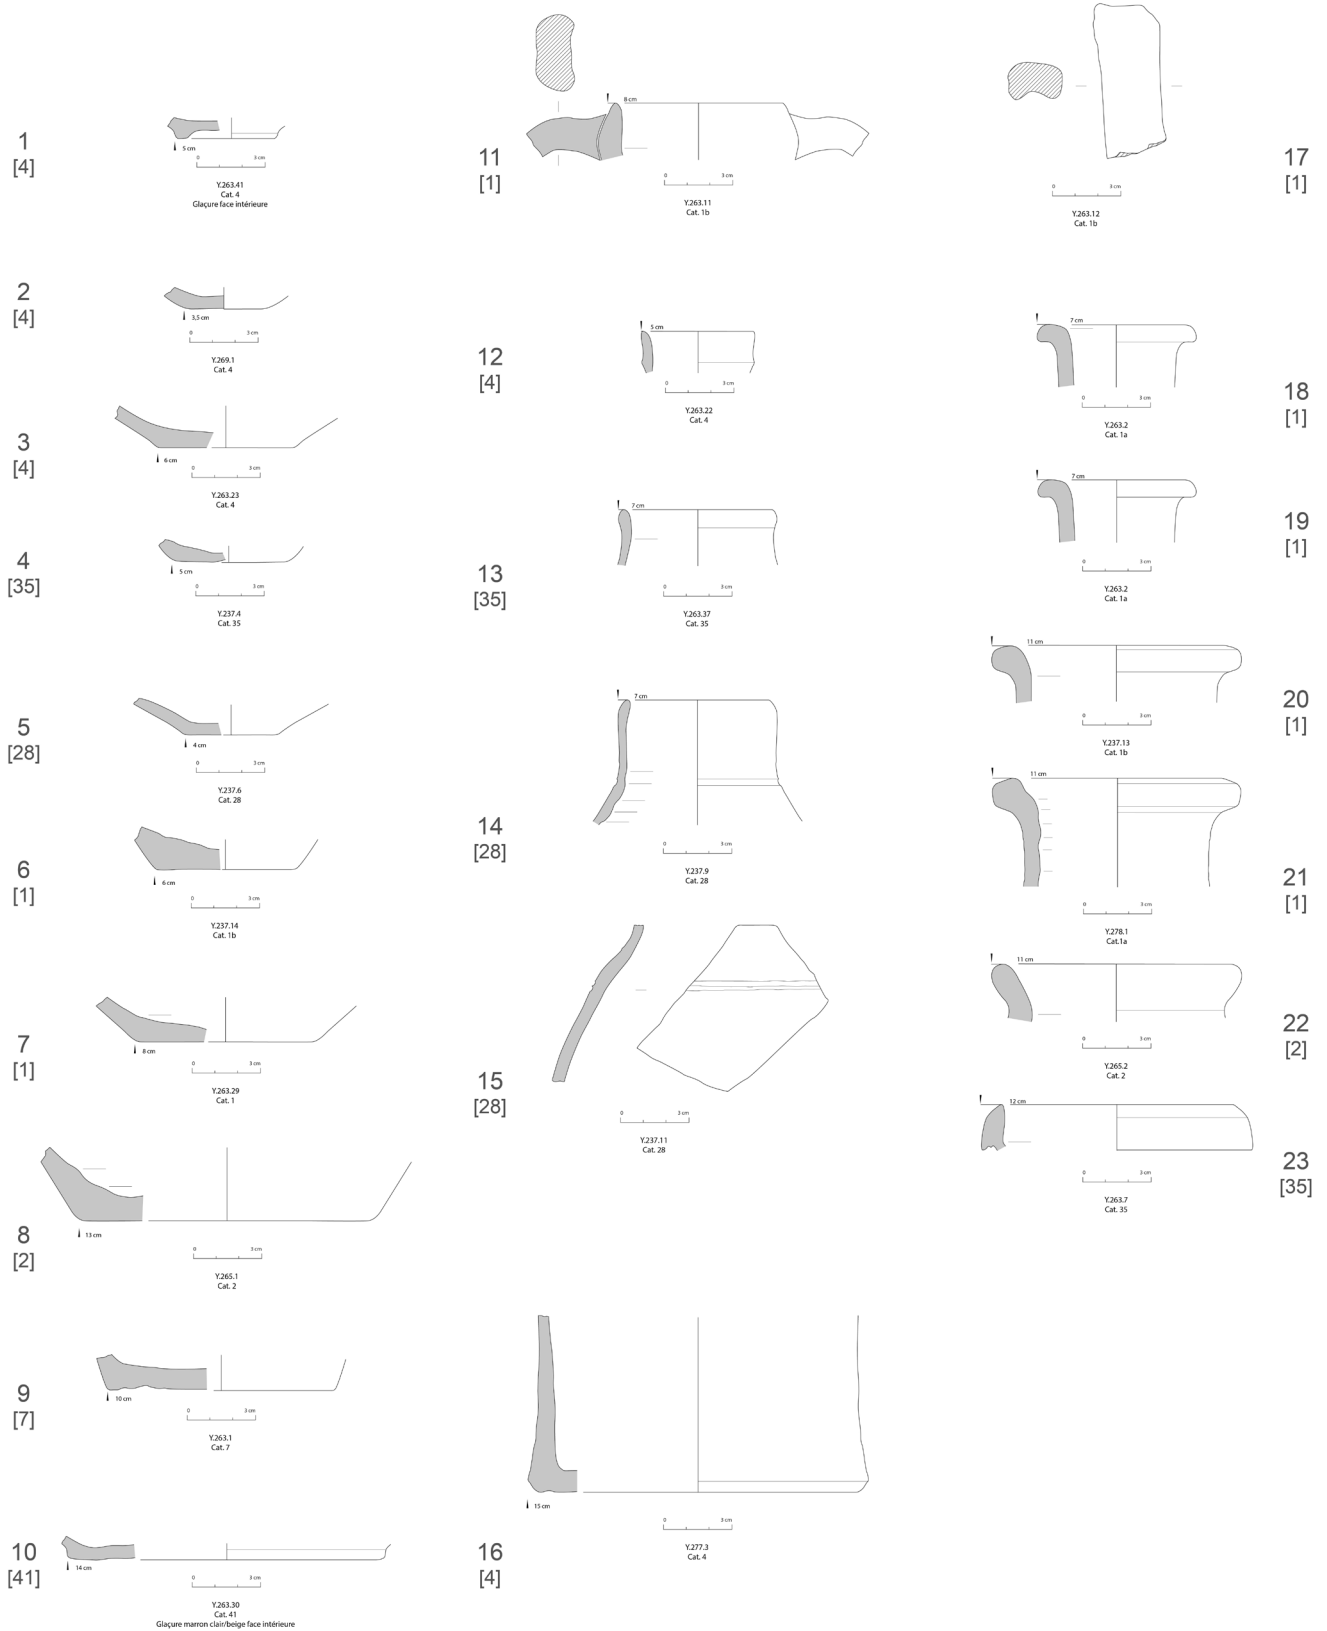 1
[4]
5 cm
0 3 cm
Y.263.41
Cat. 4
Glaçure face intérieure
2
[4]
3,5 cm
0 3 cm
Y.269.1
Cat. 4
3
[4]
6 cm
0 3 cm
Y.263.23
Cat. 4
4
[35]
5 cm
0 3 cm
Y.237.4
Cat. 35
5
[28]
4 cm
0 3 cm
Y.237.6
Cat. 28
6
[1]
6 cm
0 3 cm
Y.237.14
Cat. 1b
7
[1]
8 cm
0 3 cm
Y.263.29
Cat. 1
8
[2]
13 cm
0 3 cm
Y.265.1
Cat. 2
9
[7]
10 cm
0 3 cm
Y.263.1
Cat. 7
10
[41]
14 cm
0 3 cm
Y.263.30
Cat. 41
Glaçure marron clair/beige face intérieure
11
[1]
8 cm
0 3 cm
Y.263.11
Cat. 1b
12
[4]
5 cm
0 3 cm
Y.263.22
Cat. 4
13
[35]
7 cm
0 3 cm
Y.263.37
Cat. 35
14
[28]
7 cm
0 3 cm
Y.237.9
Cat. 28
15
[28]
0 3 cm
Y.237.11
Cat. 28
16
[4]
15 cm
0 3 cm
Y.277.3
Cat. 4
17
[1]
0 3 cm
Y.263.12
Cat. 1b
18
[1]
7 cm
0 3 cm
Y.263.2
Cat. 1a
19
[1]
7 cm
0 3 cm
Y.263.2
Cat. 1a
20
[1]
11 cm
0 3 cm
Y.237.13
Cat. 1b
21
[1]
11 cm
0 3 cm
Y.278.1
Cat.1a
22
[2]
11 cm
0 3 cm
Y.265.2
Cat. 2
23
[35]
12 cm
0 3 cm
Y.263.7
Cat. 35